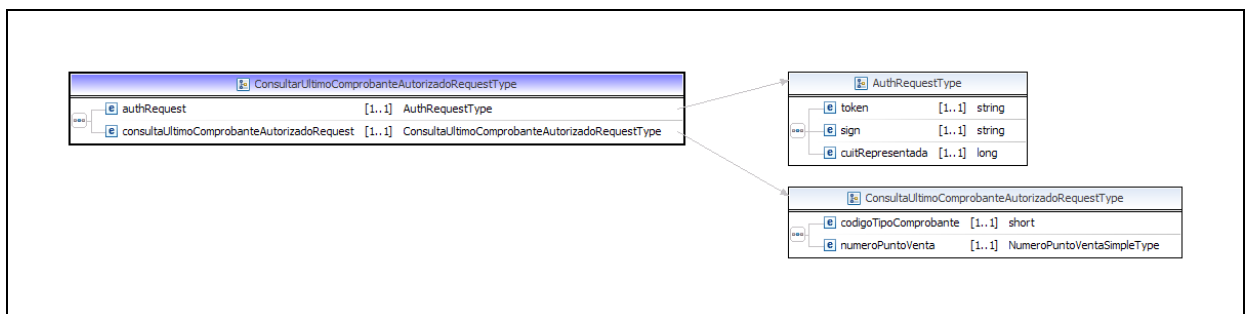 ConsultarUltimoComprobanteAutorizadoRequestType
authRequest [1..1] AuthRequestType
consultaUltimoComprobanteAutorizadoRequest [1..1] ConsultaUltimoComprobanteAutorizadoRequestType
AuthRequestType
token [1..1] string
sign [1..1] string
cuitRepresentada [1..1] long
ConsultaUltimoComprobanteAutorizadoRequestType
codigoTipoComprobante [1..1] short
numeroPuntoVenta [1..1] NumeroPuntoVentaSimpleType